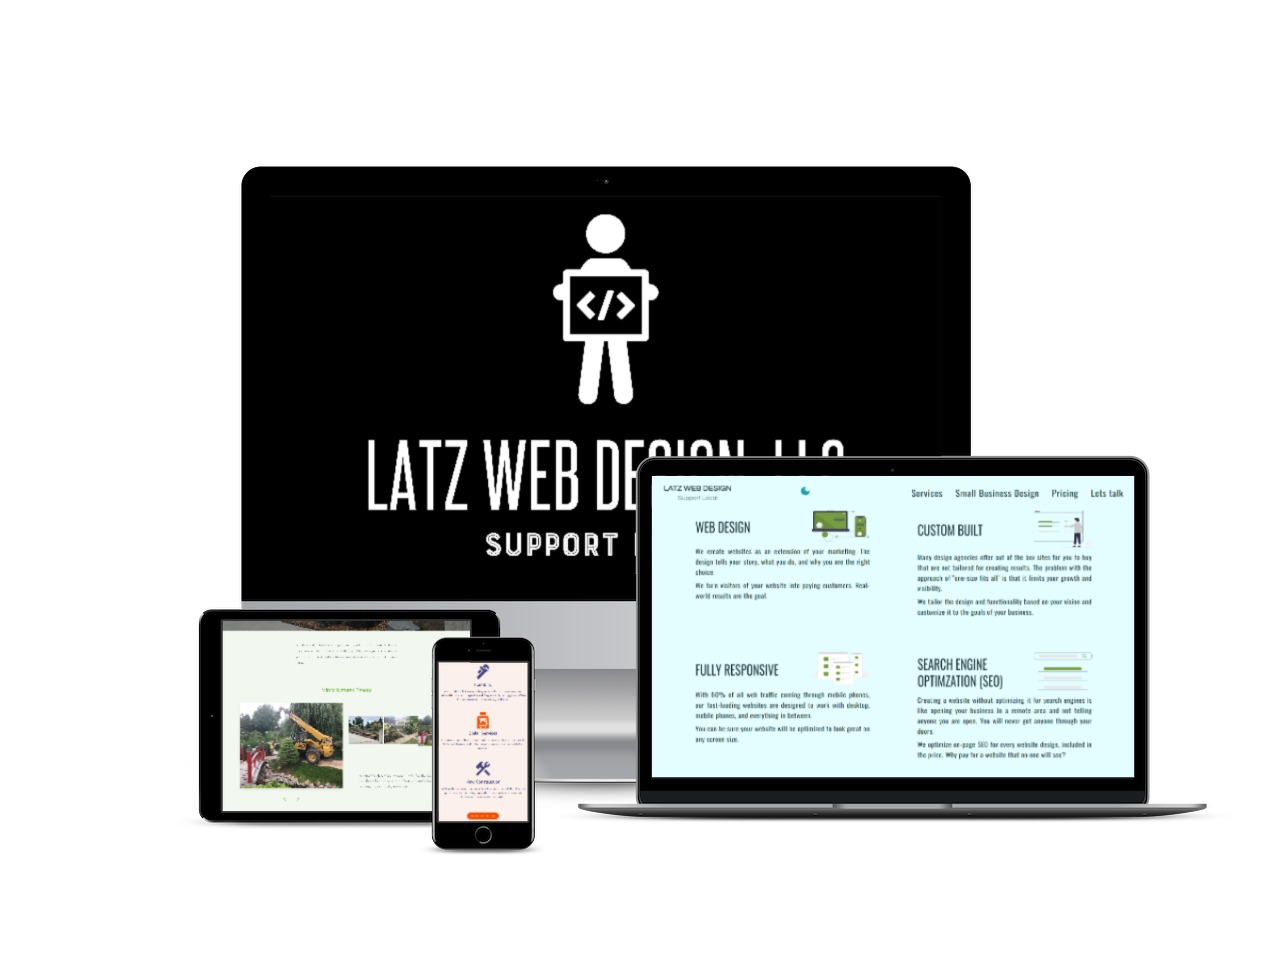 </>
LATZ WEB DE
SUPPORT
LATZ WEB DESIGN
Support Local
Services Small Business Design Pricing Lets talk
WEB DESIGN
We create websites as an extension of your marketing. The
design tells your story, what you do, and why you are the right
choice.
We turn visitors of your website into paying customers. Real-
world results are the goal.
CUSTOM BUILT
Many design agencies offer out of the box sites for you to buy
that are not tailored for creating results. The problem with the
approach of "one-size fits all" is that is limits your growth and
visibility.
We tailor the design and functionality based on your vision and
customize it to the goals of your business.
FULLY RESPONSIVE
With 60% of all web traffic coming through mobile phones,
our fast-loading websites are designed to work with desktop,
mobile phones, and everything in between.
You can be sure your website will be optimized to look great on
any screen size.
SEARCH ENGINE
OPTIMZATION (SEO)
Creating a website without optimizing it for search engines is
like opening your business in a remote area and not telling
anyone you are open. You will never get anyone through your
doors.
We optimize on-page SEO for every website design, included in
the price. Why pay for a website that no one will see?
New Construction